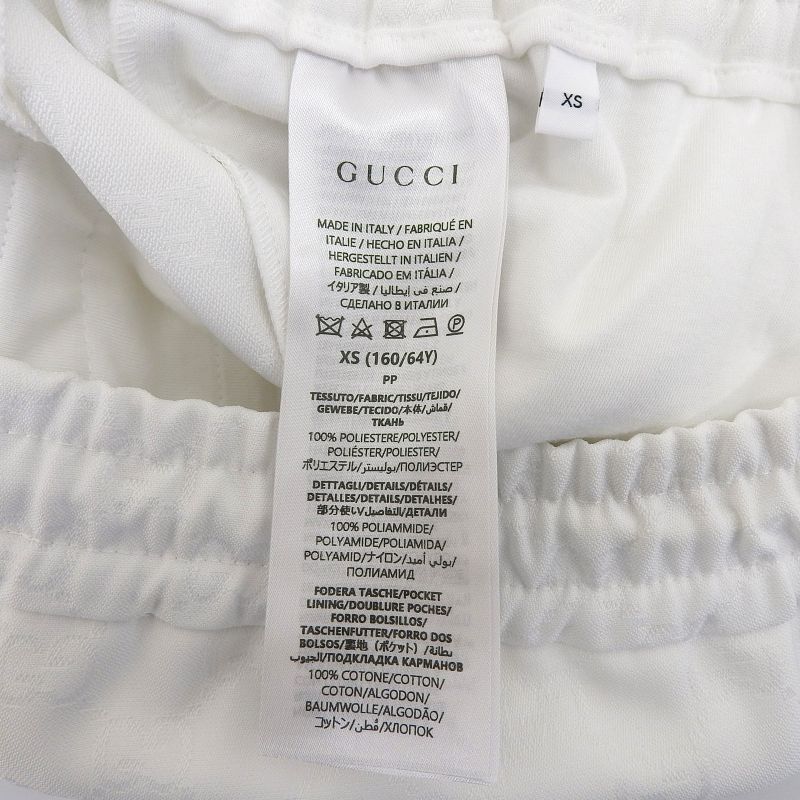 XS
GUCCI
MADE IN ITALY / FABRIQUÉ EN
ITALIE / HECHO EN ITALIA /
HERGESTELLT IN ITALIEN /
FABRICADO EM ITÁLIA /
イタリア製 / صنع في إيطاليا /
СДЕЛАНО В ИТАЛИИ
XS (160/64Y)
PP
TESSUTO/FABRIC/TISSU/TEJIDO/
GEWEBE/TECIDO/本体/قماش/
ТКАНЬ
100% POLIESTERE/POLYESTER/
POLIÉSTER/POLIESTER/
ポリエステル/بوليستر/ПОЛИЭСТЕР
DETTAGLI/DETAILS/DÉTAILS/
DETALLES/DETAILS/DETALHES/
部分使い/التفاصيل/ДЕТАЛИ
100% POLIAMMIDE/
POLYAMIDE/POLIAMIDA/
POLYAMID/ナイロン/بولي أميد/
ПОЛИАМИД
FODERA TASCHE/POCKET
LINING/DOUBLURE POCHES/
FORRO BOLSILLOS/
TASCHENFUTTER/FORRO DOS
BOLSOS/裏地（ポケット）/بطانة
الجيوب/ПОДКЛАДКА КАРМАНОВ
100% COTONE/COTTON/
COTON/ALGODON/
BAUMWOLLE/ALGODÃO/
コットン/قُطن/ХЛОПОК